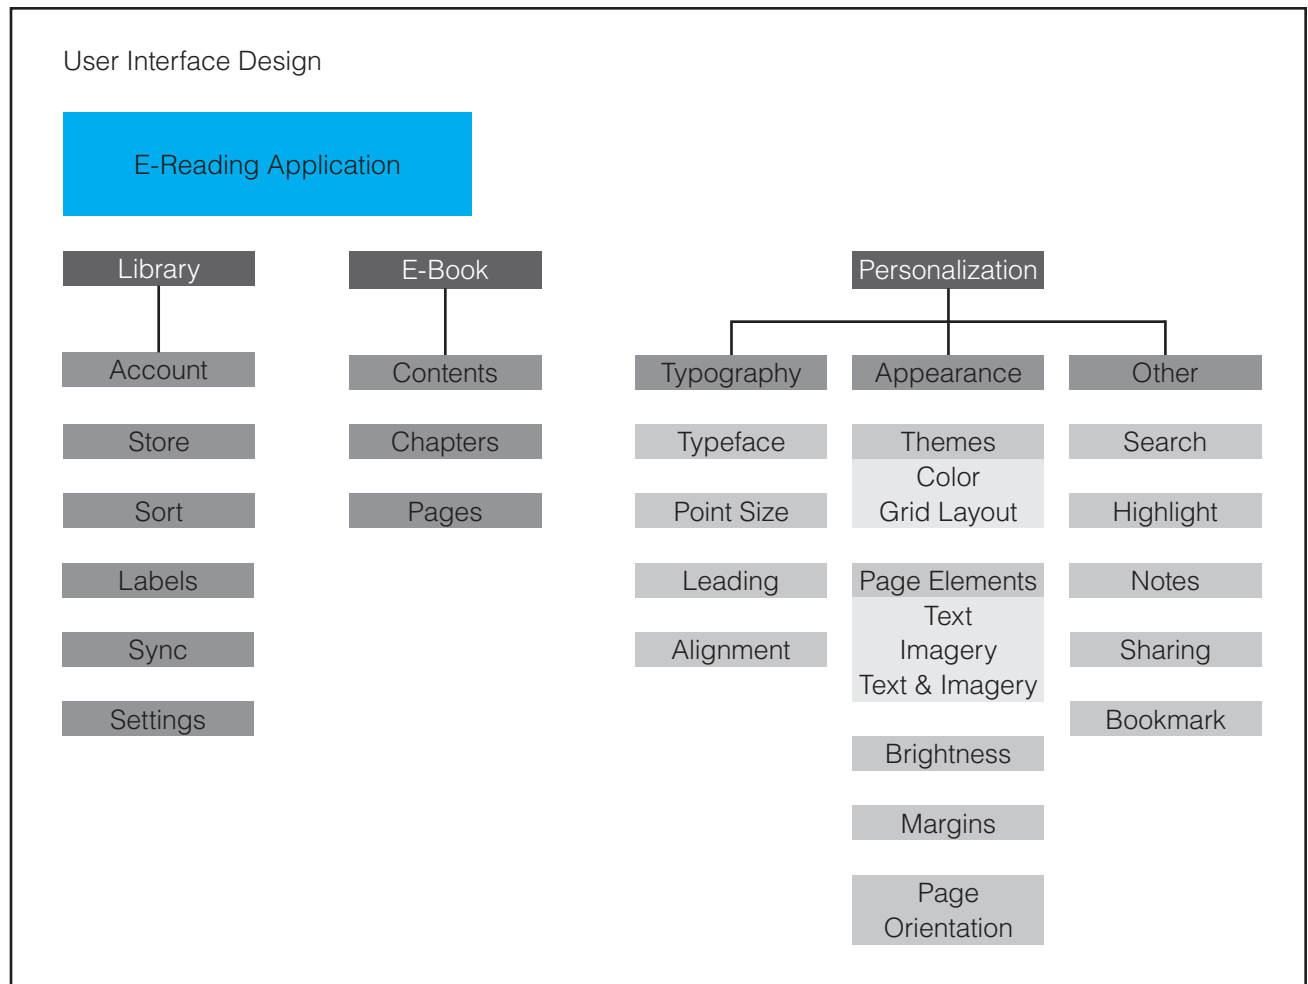 User Interface Design
E-Reading Application
Library
Account
Store
Sort
Labels
Sync
Settings
E-Book
Contents
Chapters
Pages
Personalization
Typography
Typeface
Point Size
Leading
Alignment
Appearance
Themes
Color
Grid Layout
Page Elements
Text
Imagery
Text & Imagery
Brightness
Margins
Page
Orientation
Other
Search
Highlight
Notes
Sharing
Bookmark